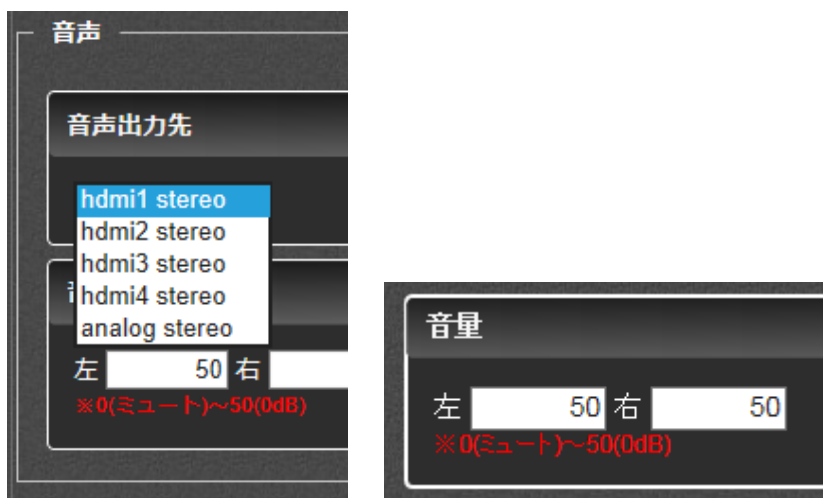 音声
音声出力先
hdmi1 stereo
hdmi2 stereo
hdmi3 stereo
hdmi4 stereo
analog stereo
左 50 右
※0(ミュート)~50(0dB)
音量
左 50 右 50
※0(ミュート)~50(0dB)